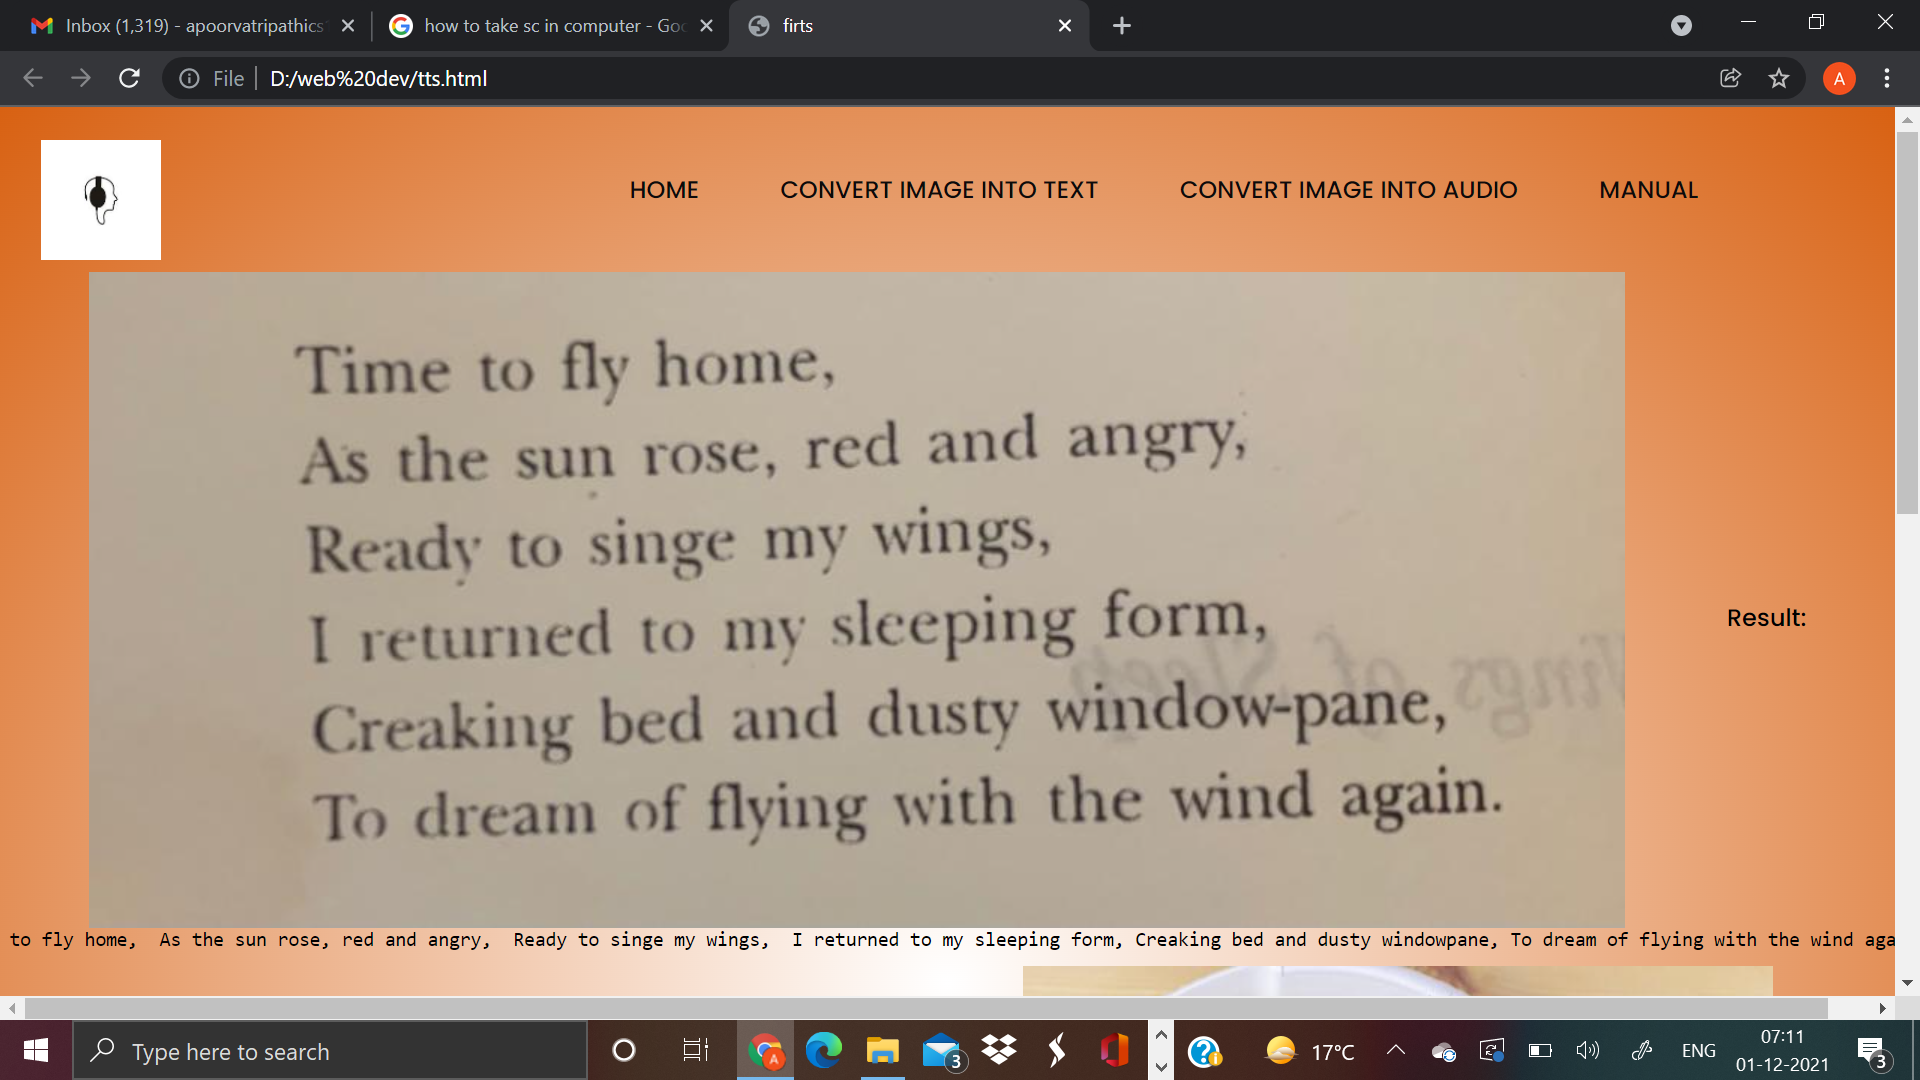 Inbox (1,319) - apoorvatripathics
how to take sc in computer - Goo
firts
File
D:/web%20dev/tts.html
A
HOME
CONVERT IMAGE INTO TEXT
CONVERT IMAGE INTO AUDIO
MANUAL
Time to fly home,
As the sun rose, red and angry,
Ready to singe my wings,
I returned to my sleeping form,
Creaking bed and dusty window-pane,
To dream of flying with the wind again.
ings of Sleep
Result:
to fly home, As the sun rose, red and angry, Ready to singe my wings, I returned to my sleeping form, Creaking bed and dusty windowpane, To dream of flying with the wind aga
Type here to search
A
3
17°C
ENG
07:11
01-12-2021
3